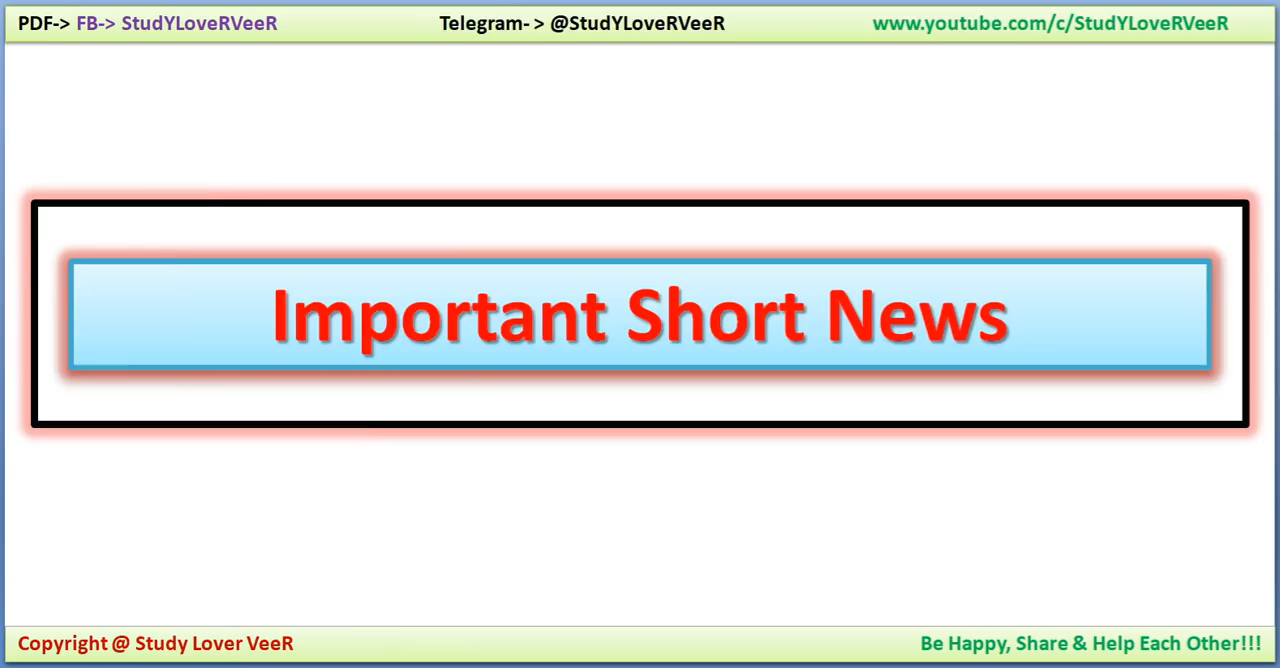 PDF-> FB-> StudYLoveRVeeR Telegram- > @StudYLoveRVeeR www.youtube.com/c/StudYLoveRVeeR
Important Short News
Copyright @ Study Lover VeeR Be Happy, Share & Help Each Other!!!